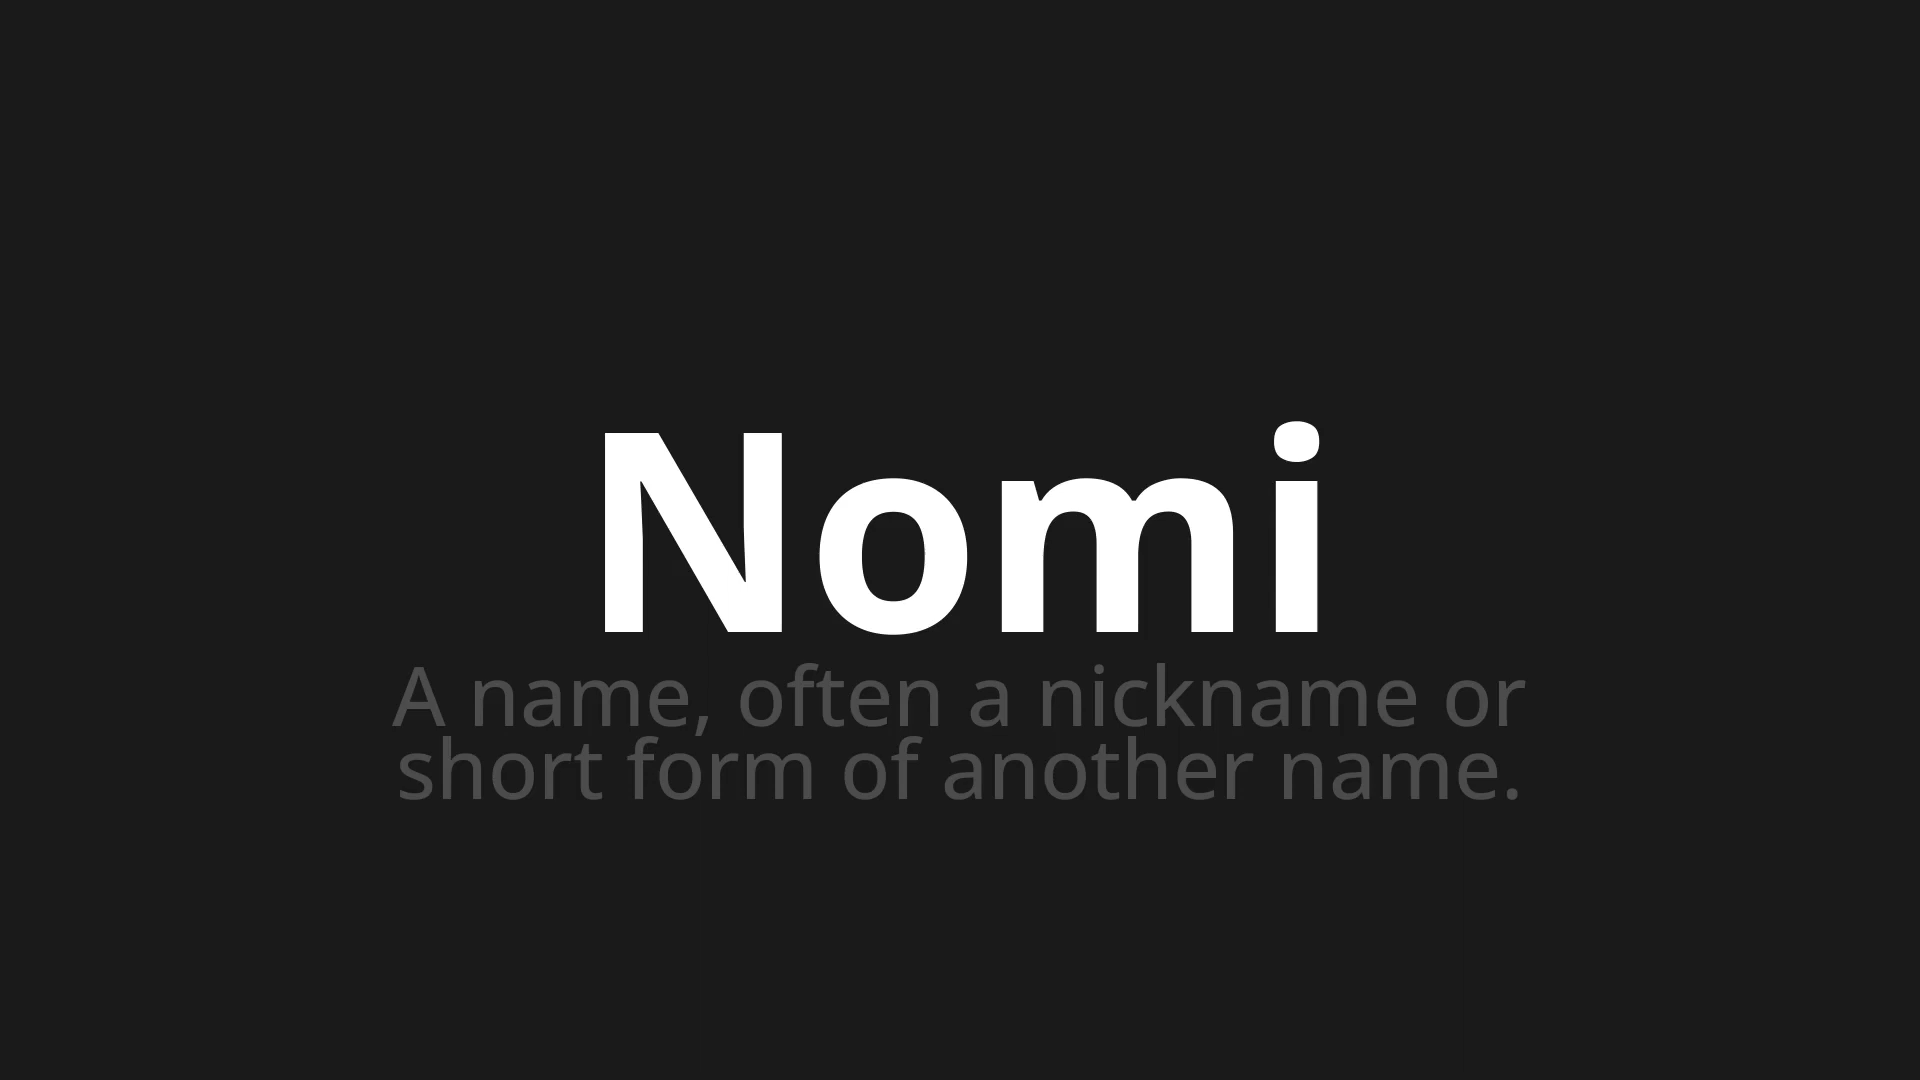 Nomi
A name, often a nickname or
short form of another name.